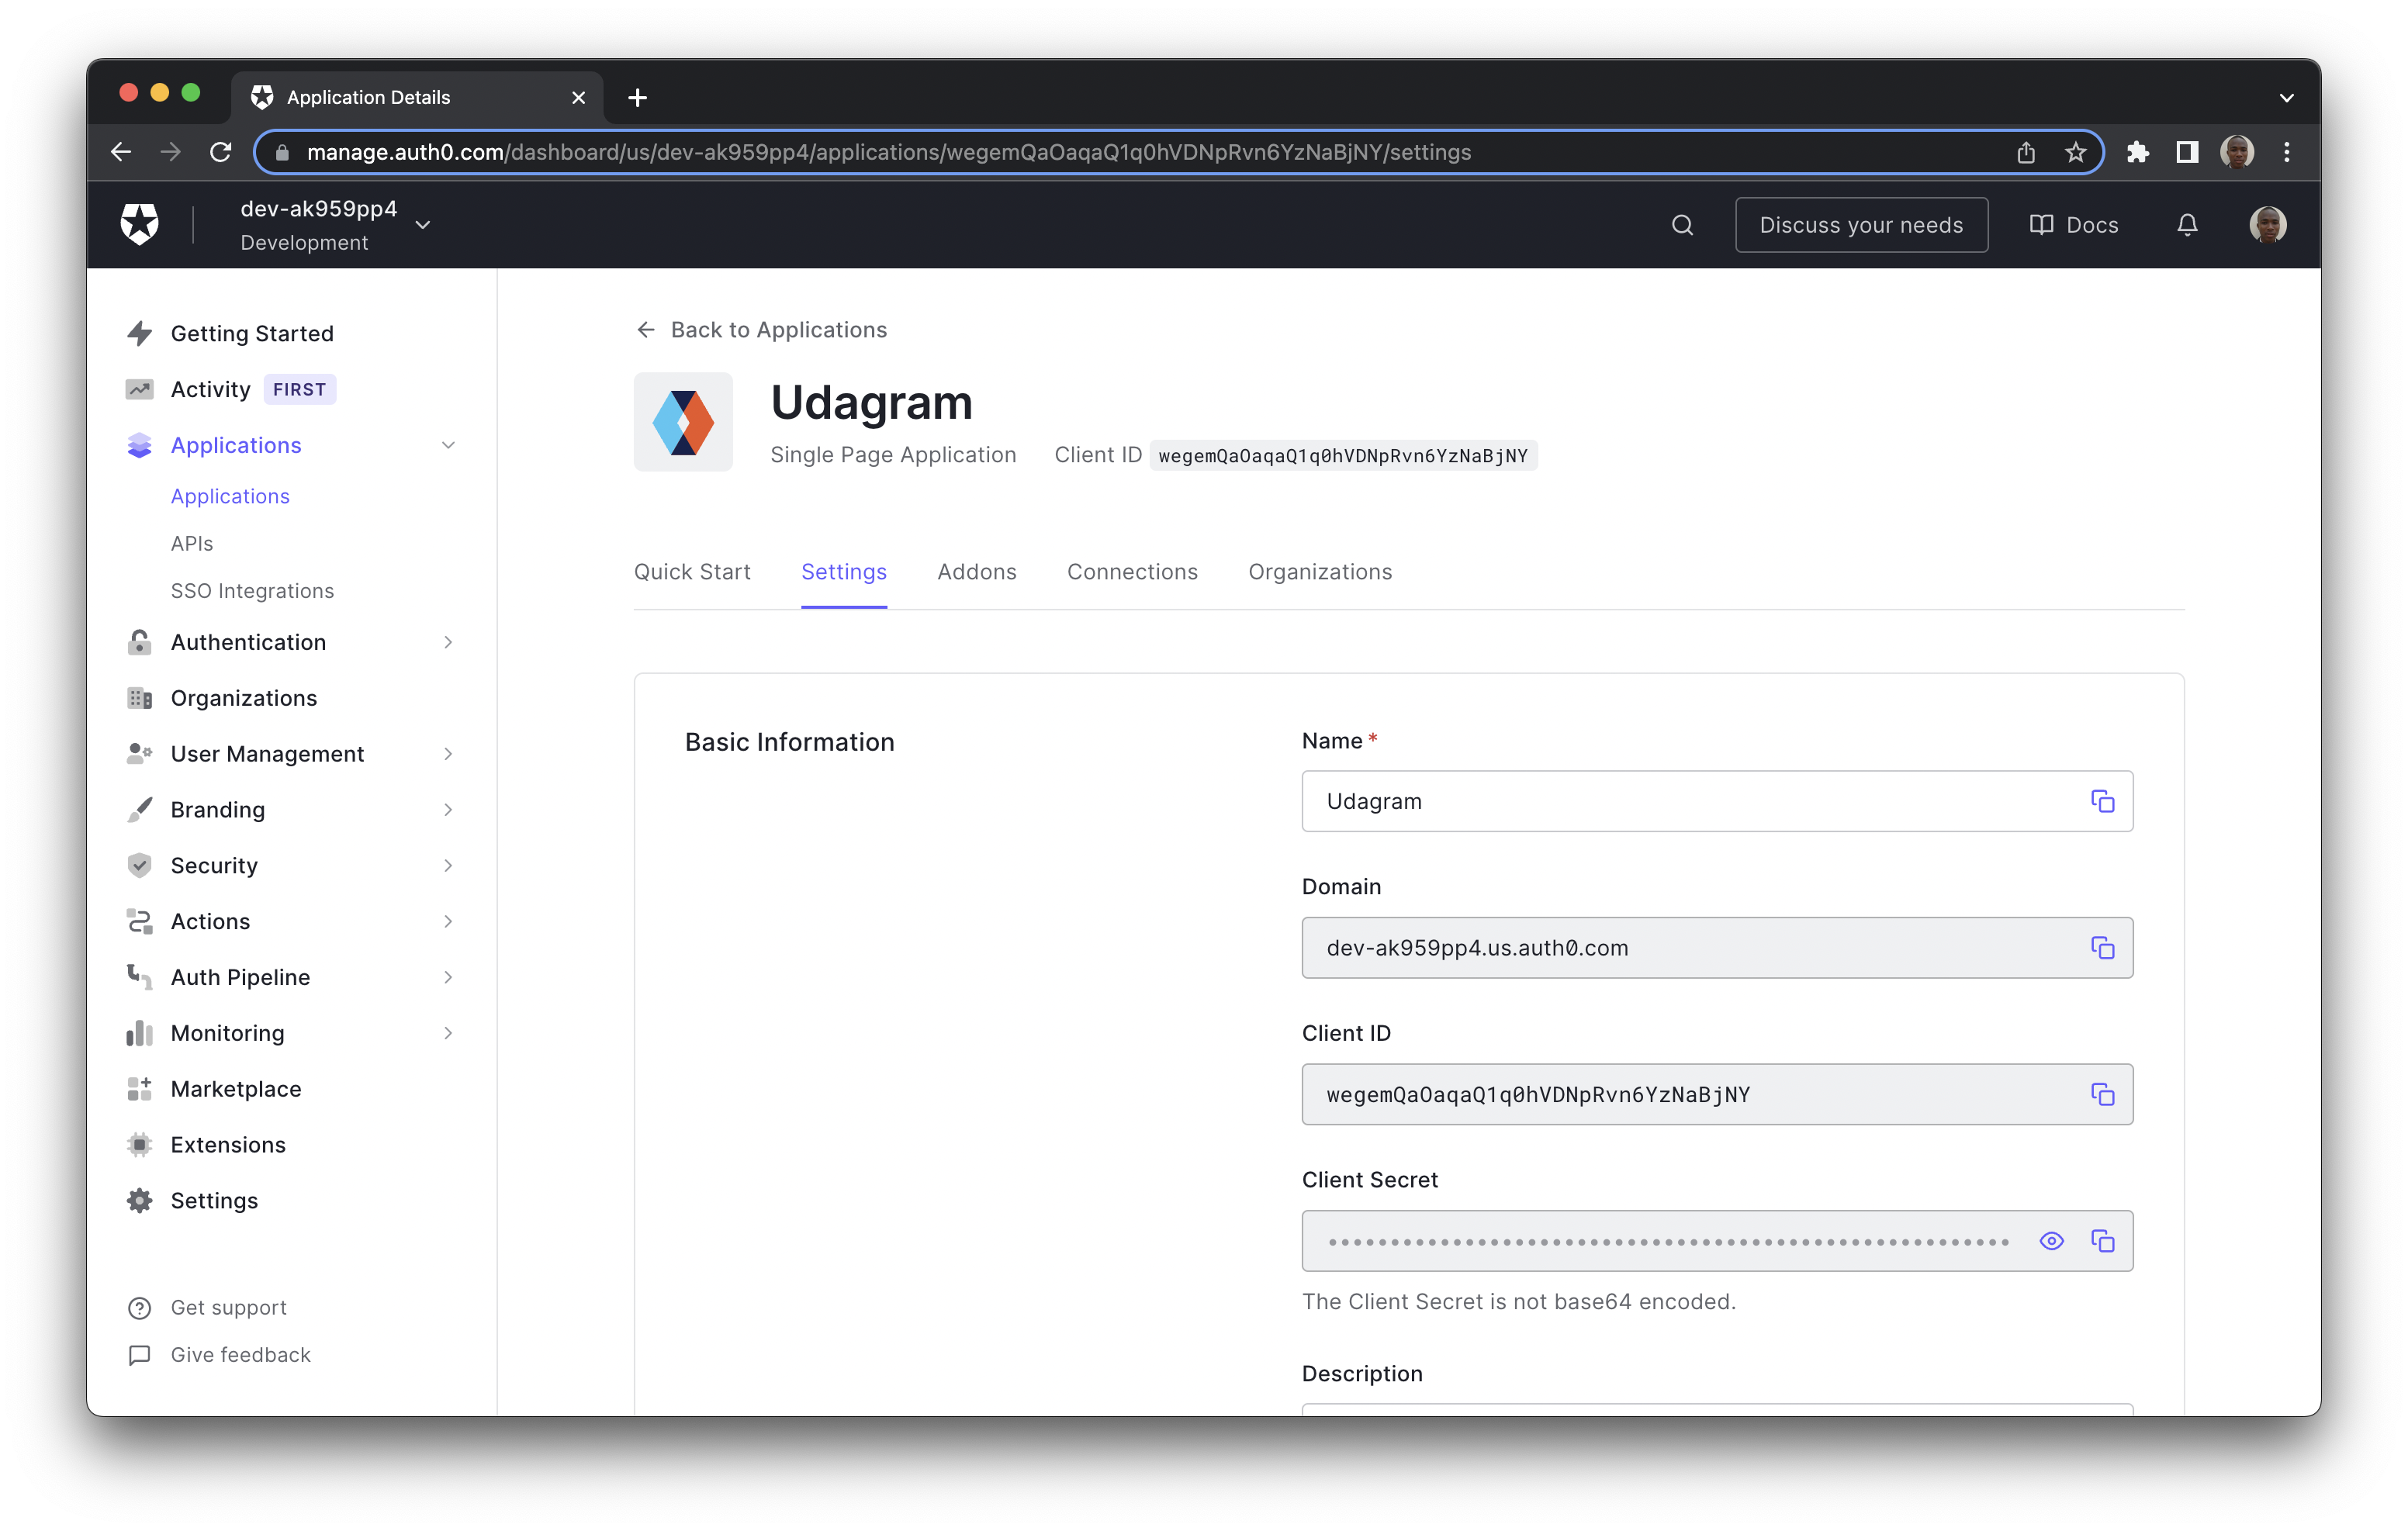 Application Details
manage.auth0.com/dashboard/us/dev-ak959pp4/applications/wegemQaOaqaQ1q0hVDNpRvn6YzNaBjNY/settings
dev-ak959pp4
Development
Discuss your needs
Docs
Getting Started
Activity FIRST
Applications
Applications
APIs
SSO Integrations
Authentication
Organizations
User Management
Branding
Security
Actions
Auth Pipeline
Monitoring
Marketplace
Extensions
Settings
Get support
Give feedback
Back to Applications
Udagram
Single Page Application Client ID wegemQaOaqaQ1q0hVDNpRvn6YzNaBjNY
Quick Start Settings Addons Connections Organizations
Basic Information
Name *
Udagram
Domain
dev-ak959pp4.us.auth0.com
Client ID
wegemQaOaqaQ1q0hVDNpRvn6YzNaBjNY
Client Secret
The Client Secret is not base64 encoded.
Description